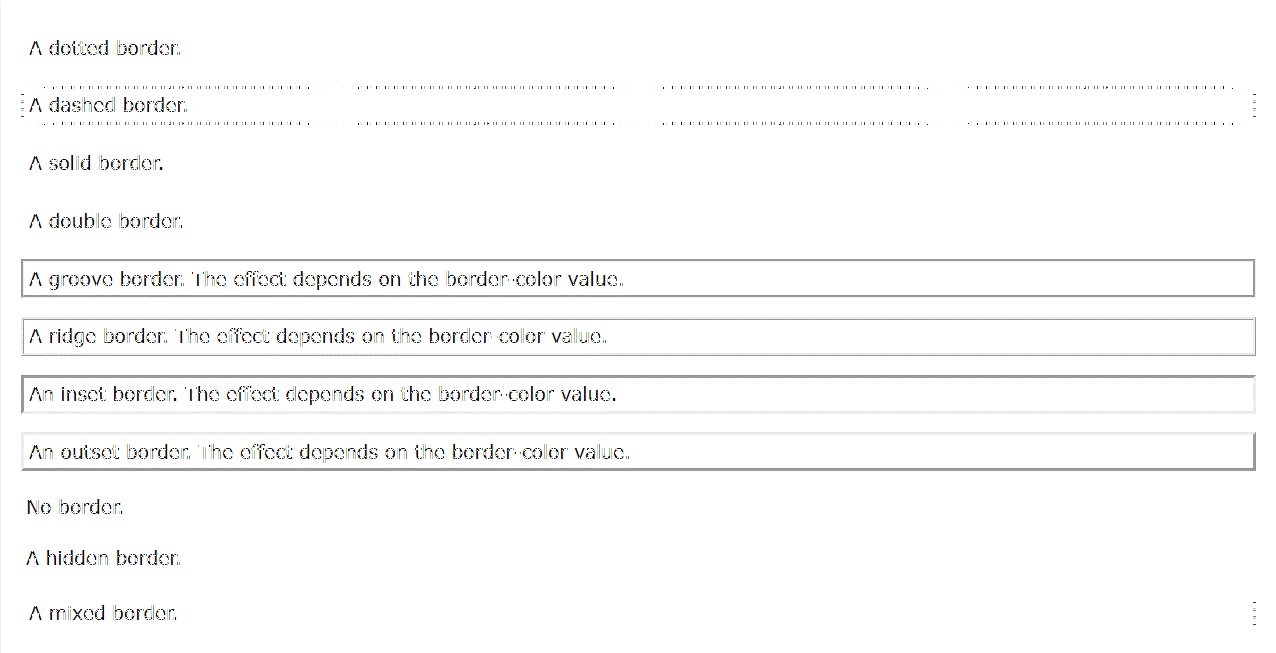 A dotted border.
A dashed border.
A solid border.
A double border.
A groove border. The effect depends on the border-color value.
A ridge border. The effect depends on the border-color value.
An inset border. The effect depends on the border-color value.
An outset border. The effect depends on the border-color value.
No border.
A hidden border.
A mixed border.